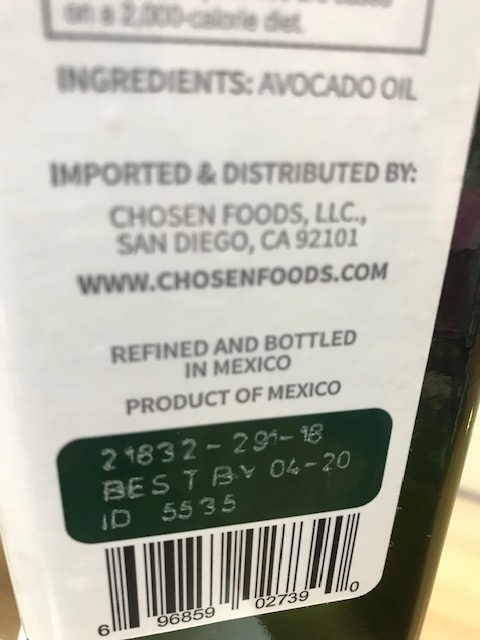 on a 2,000-calorie diet.
INGREDIENTS: AVOCADO OIL
IMPORTED & DISTRIBUTED BY:
CHOSEN FOODS, LLC.,
SAN DIEGO, CA 92101
WWW.CHOSENFOODS.COM
REFINED AND BOTTLED
IN MEXICO
PRODUCT OF MEXICO
21832-291-18
BEST BY 04-20
ID 5535
6 96859 02739 0